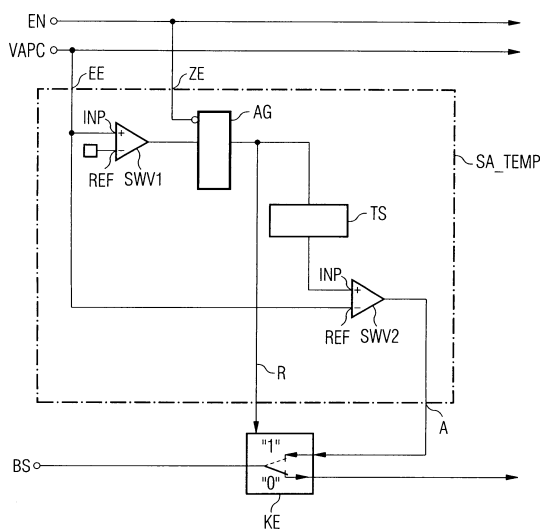 EN
VAPC
EE
ZE
AG
INP
+
−
REF
SWV1
SA_TEMP
TS
INP
+
−
REF
SWV2
R
A
BS
"1"
"0"
KE